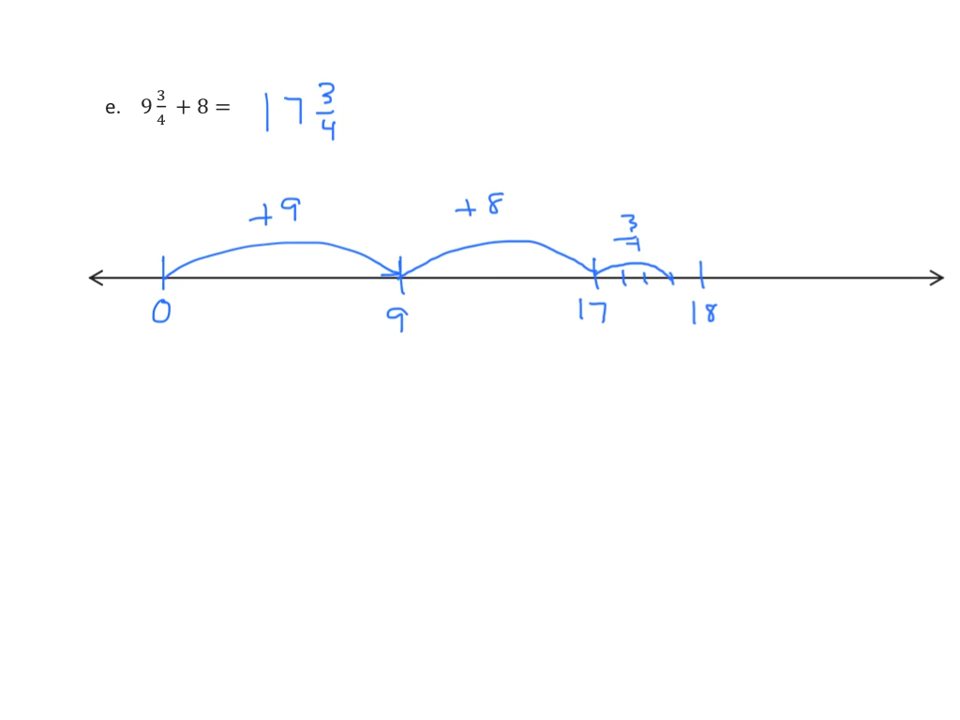 e. 9 3/4 + 8 = 17 3/4
+9 +8 3/4
0 9 17 18